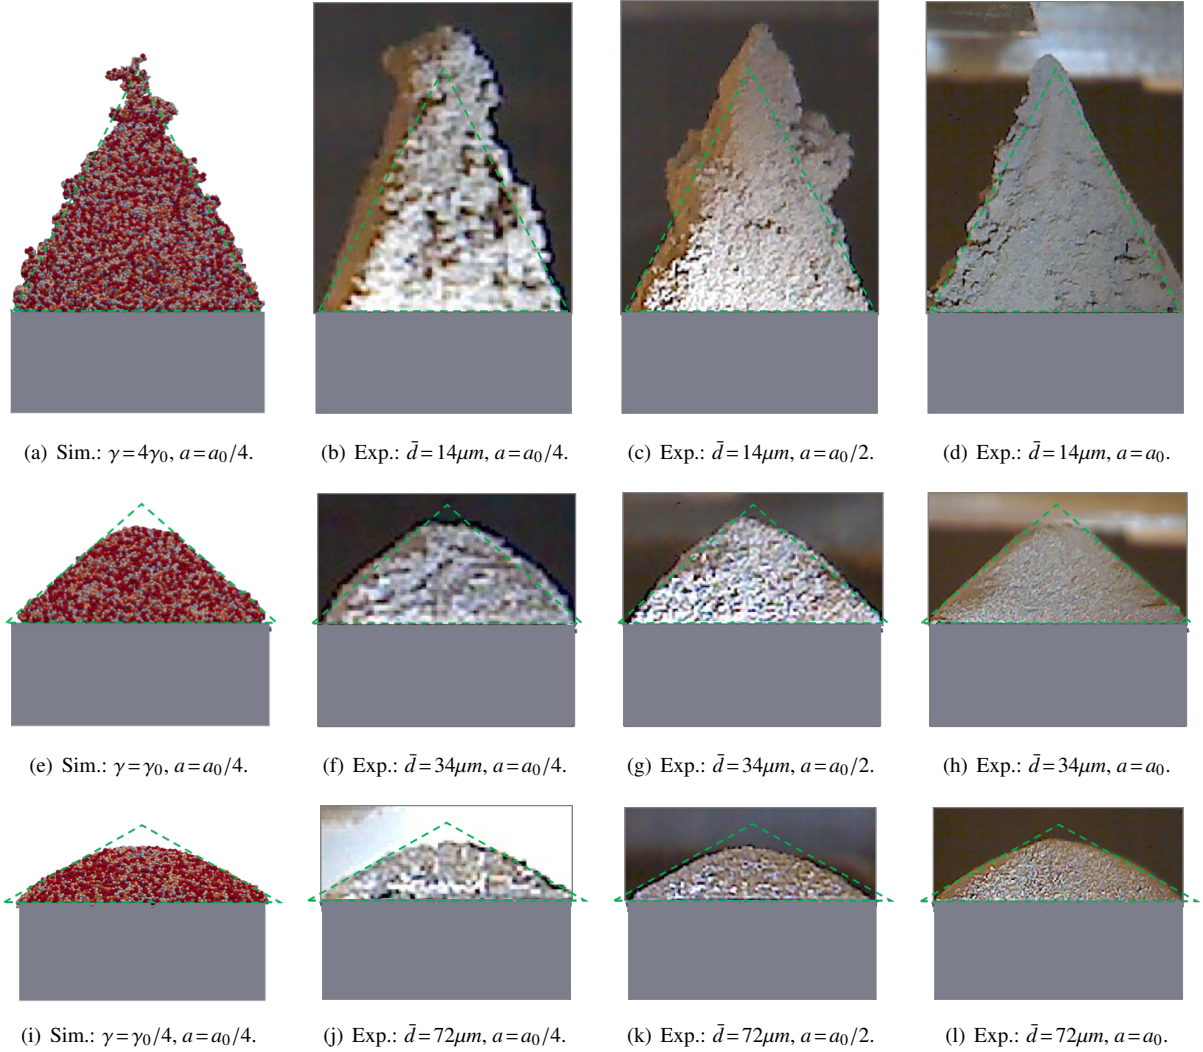 (a) Sim.: γ=4γ₀, a=a₀/4.
(b) Exp.: d̄=14μm, a=a₀/4.
(c) Exp.: d̄=14μm, a=a₀/2.
(d) Exp.: d̄=14μm, a=a₀.
(e) Sim.: γ=γ₀, a=a₀/4.
(f) Exp.: d̄=34μm, a=a₀/4.
(g) Exp.: d̄=34μm, a=a₀/2.
(h) Exp.: d̄=34μm, a=a₀.
(i) Sim.: γ=γ₀/4, a=a₀/4.
(j) Exp.: d̄=72μm, a=a₀/4.
(k) Exp.: d̄=72μm, a=a₀/2.
(l) Exp.: d̄=72μm, a=a₀.